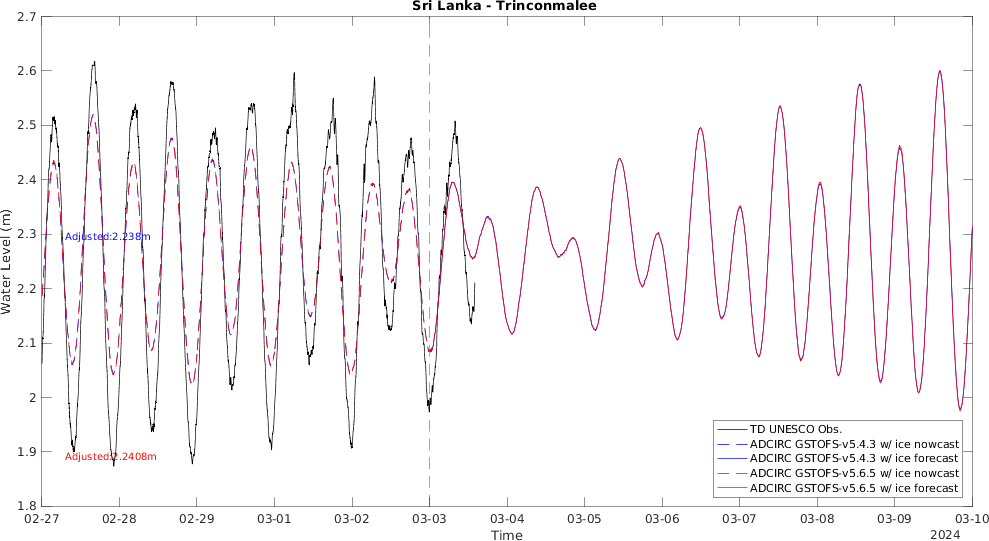 Sri Lanka - Trinconmalee
2.7
2.6
2.5
2.4
2.3
2.2
2.1
2
1.9
1.8
Water Level (m)
Adjusted:2.238m
Adjusted:2.2408m
TD UNESCO Obs.
ADCIRC GSTOFS-v5.4.3 w/ ice nowcast
ADCIRC GSTOFS-v5.4.3 w/ ice forecast
ADCIRC GSTOFS-v5.6.5 w/ ice nowcast
ADCIRC GSTOFS-v5.6.5 w/ ice forecast
02-27 02-28 02-29 03-01 03-02 03-03 03-04 03-05 03-06 03-07 03-08 03-09 03-10
Time
2024